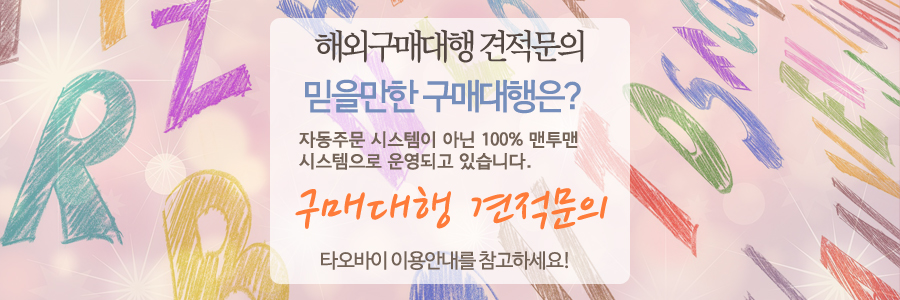 해외구매대행 견적문의
믿을만한 구매대행은?
자동주문 시스템이 아닌 100% 맨투맨
시스템으로 운영되고 있습니다.
구매대행 견적문의
타오바이 이용안내를 참고하세요!